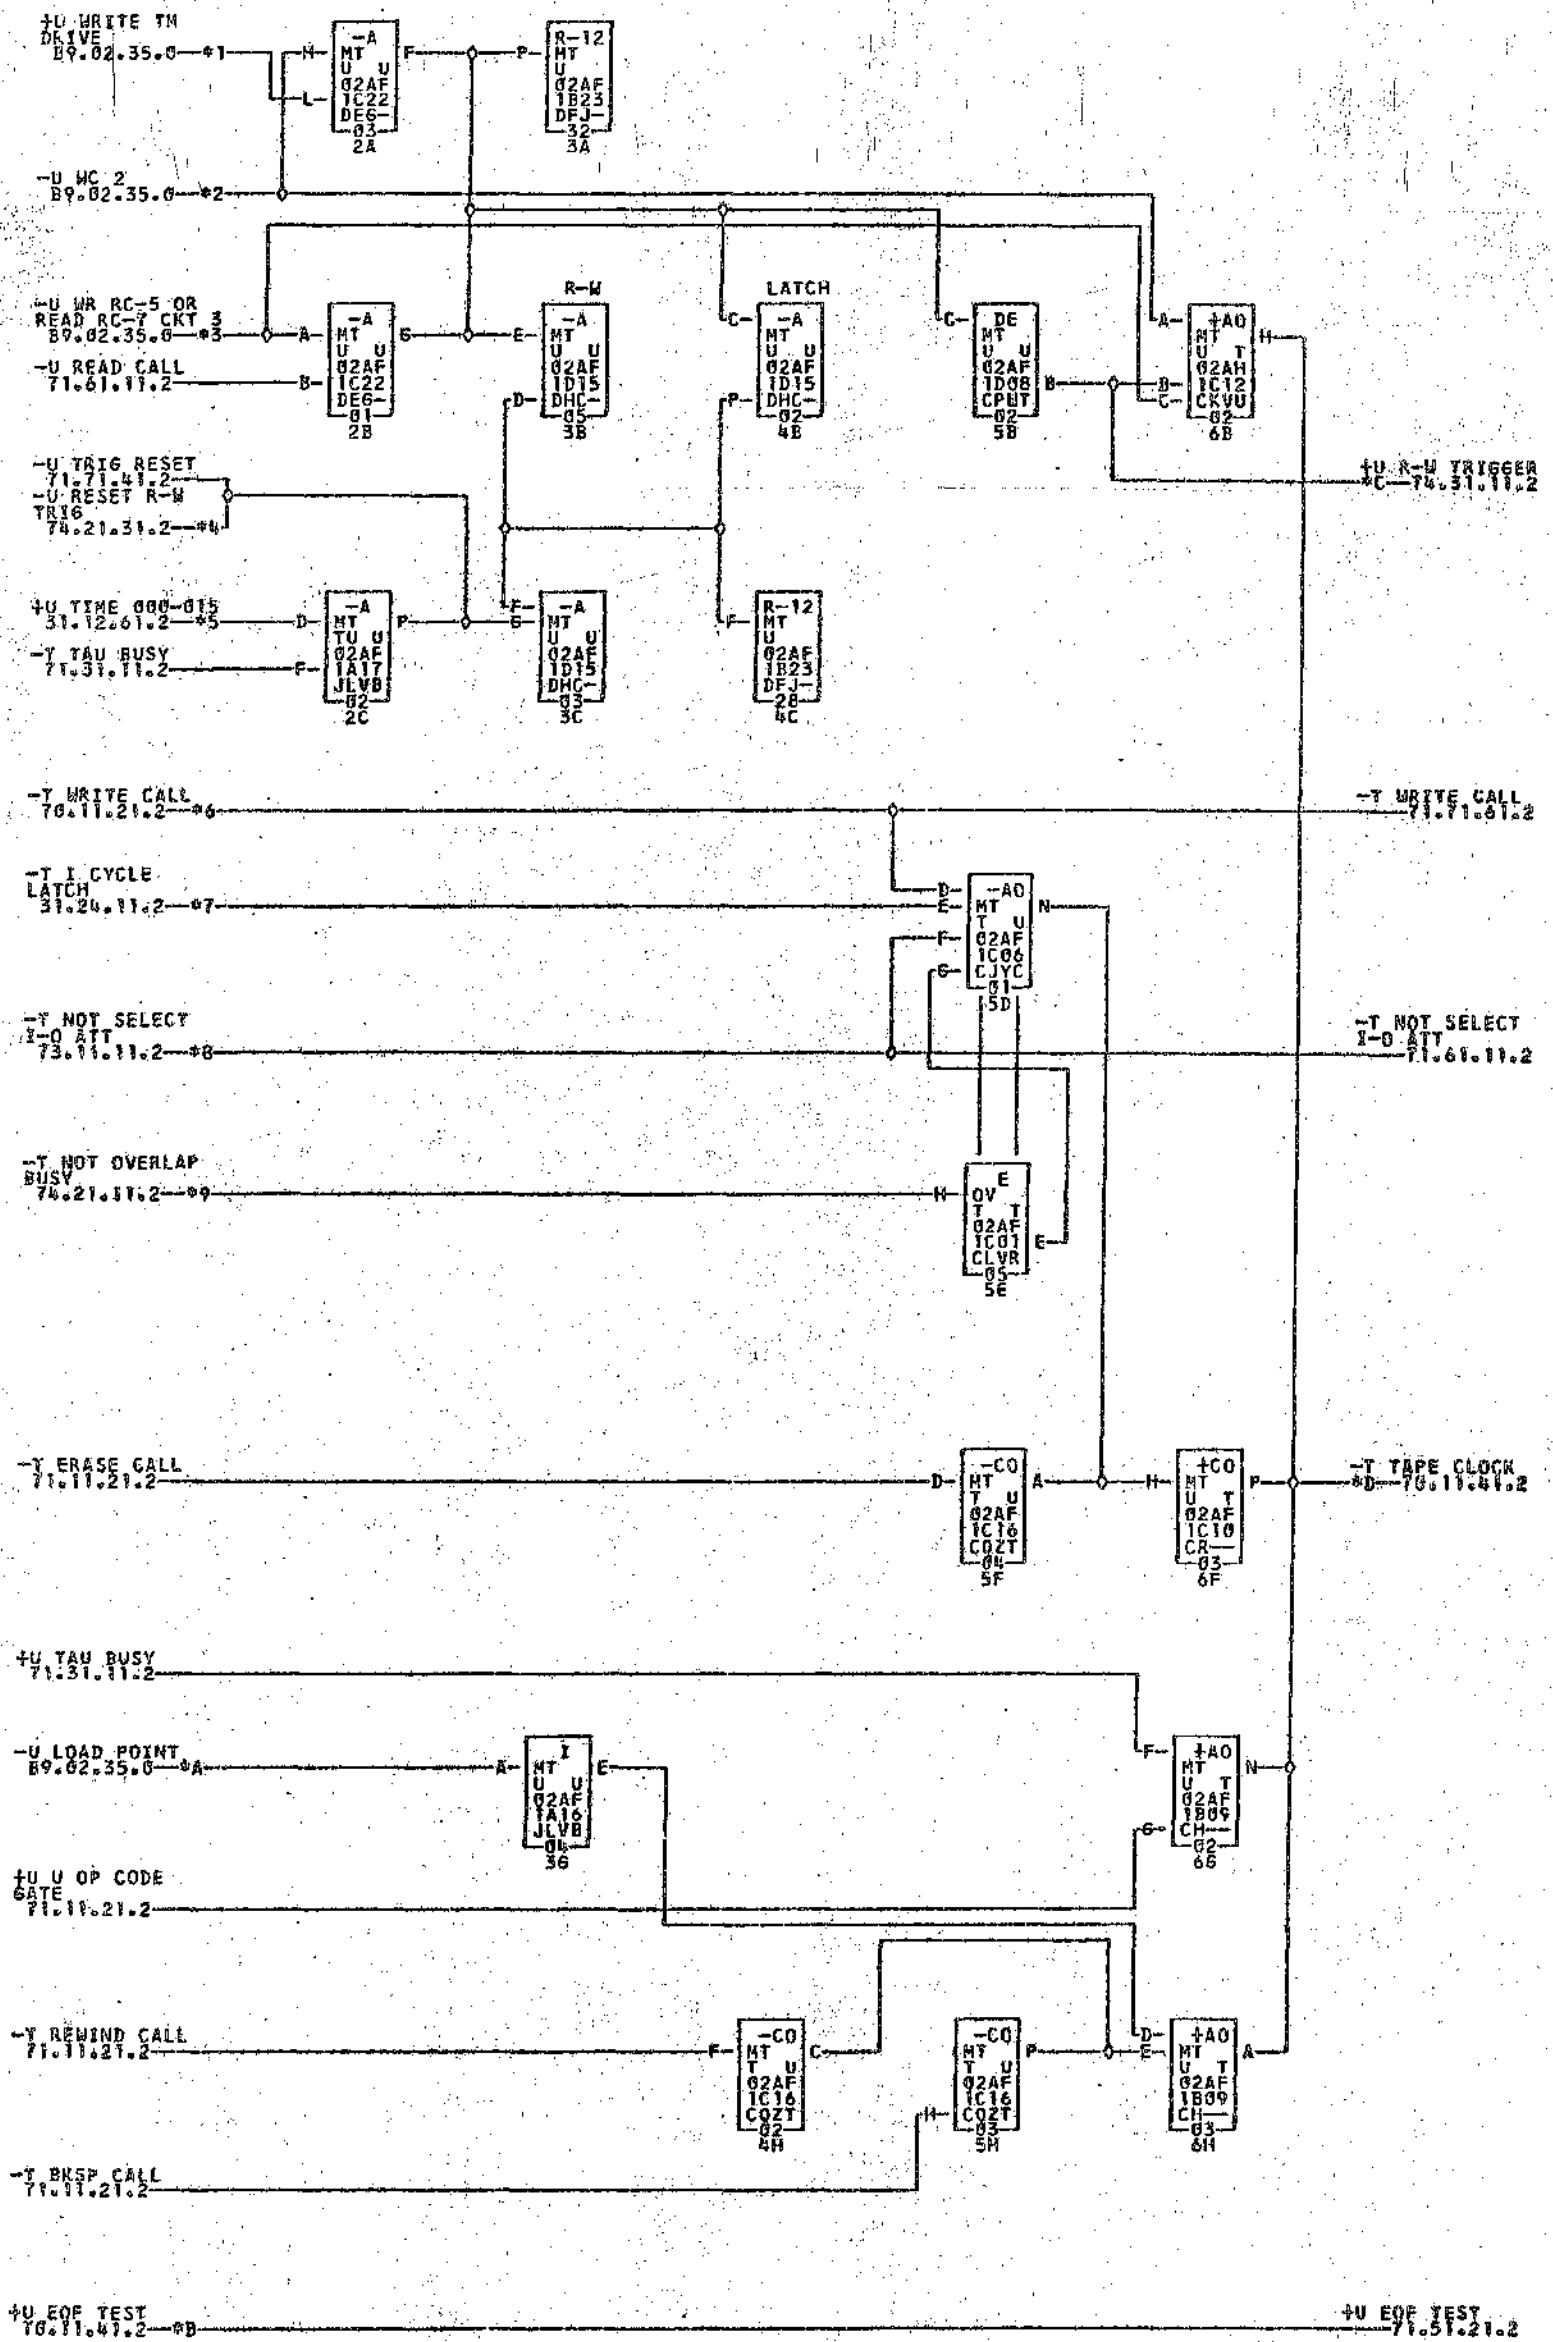 +U WRITE TM
DRIVE
B9.02.35.0—*1
M
L
-A
MT
U U
02AF
1C22
DEG-
03
2A
F
P
R-12
MT
U
02AF
1B23
DFJ-
32
3A
-U WC 2
B9.02.35.0—*2
-U WR RC-5 OR
READ RC-7 CKT 3
B9.02.35.0—*3
-U READ CALL
71.61.11.2
A
B
-A
MT
U U
02AF
1C22
DEG-
01
2B
G
R-W
E
D
-A
MT
U U
02AF
1D15
DHC-
05
3B
LATCH
C
P
-A
MT
U U
02AF
1D15
DHC-
02
4B
C
DE
MT
U U
02AF
1D08
CPUT
02
5B
B
A
B
C
+AO
MT
U T
02AH
1C12
CKVU
02
6B
H
-U TRIG RESET
71.71.41.2
-U RESET R-W
TRIG
74.21.31.2—*4
+U R-W TRIGGER
*C—74.31.11.2
+U TIME 000-015
31.12.61.2—*5
-T TAU BUSY
71.31.11.2
D
F
-A
MT
TU U
02AF
1A17
JLVB
02
2C
P
F
G
-A
MT
U U
02AF
1D15
DHC-
03
3C
F
R-12
MT
U
02AF
1B23
DFJ-
28
4C
-T WRITE CALL
70.11.21.2—*6
-T WRITE CALL
71.71.61.2
-T I CYCLE
LATCH
31.24.11.2—*7
D
E
F
G
-AO
MT
T U
02AF
1C06
CJYC
01
5D
N
-T NOT SELECT
I-O ATT
73.11.11.2—*8
-T NOT SELECT
I-O ATT
71.61.11.2
-T NOT OVERLAP
BUSY
74.21.11.2—*9
H
E
OV
T T
02AF
1C01
CLVR
05
5E
E
-T ERASE CALL
71.11.21.2
D
-CO
MT
T U
02AF
1C16
CQZT
04
5F
A
H
+CO
MT
U T
02AF
1C10
CR--
03
6F
P
-T TAPE CLOCK
*D—70.11.41.2
+U TAU BUSY
71.31.11.2
-U LOAD POINT
B9.02.35.0—*A
A
I
MT
U U
02AF
1A16
JLVB
04
3G
E
F
G
+AO
MT
U T
02AF
1B09
CH--
02
6G
N
+U U OP CODE
GATE
71.11.21.2
-T REWIND CALL
71.11.21.2
F
-CO
MT
T U
02AF
1C16
CQZT
02
4H
C
H
-CO
MT
T U
02AF
1C16
CQZT
03
5H
P
D
E
+AO
MT
U T
02AF
1B09
CH--
03
6H
A
-T BKSP CALL
71.11.21.2
+U EOF TEST
70.11.41.2—*B
+U EOF TEST
71.51.21.2